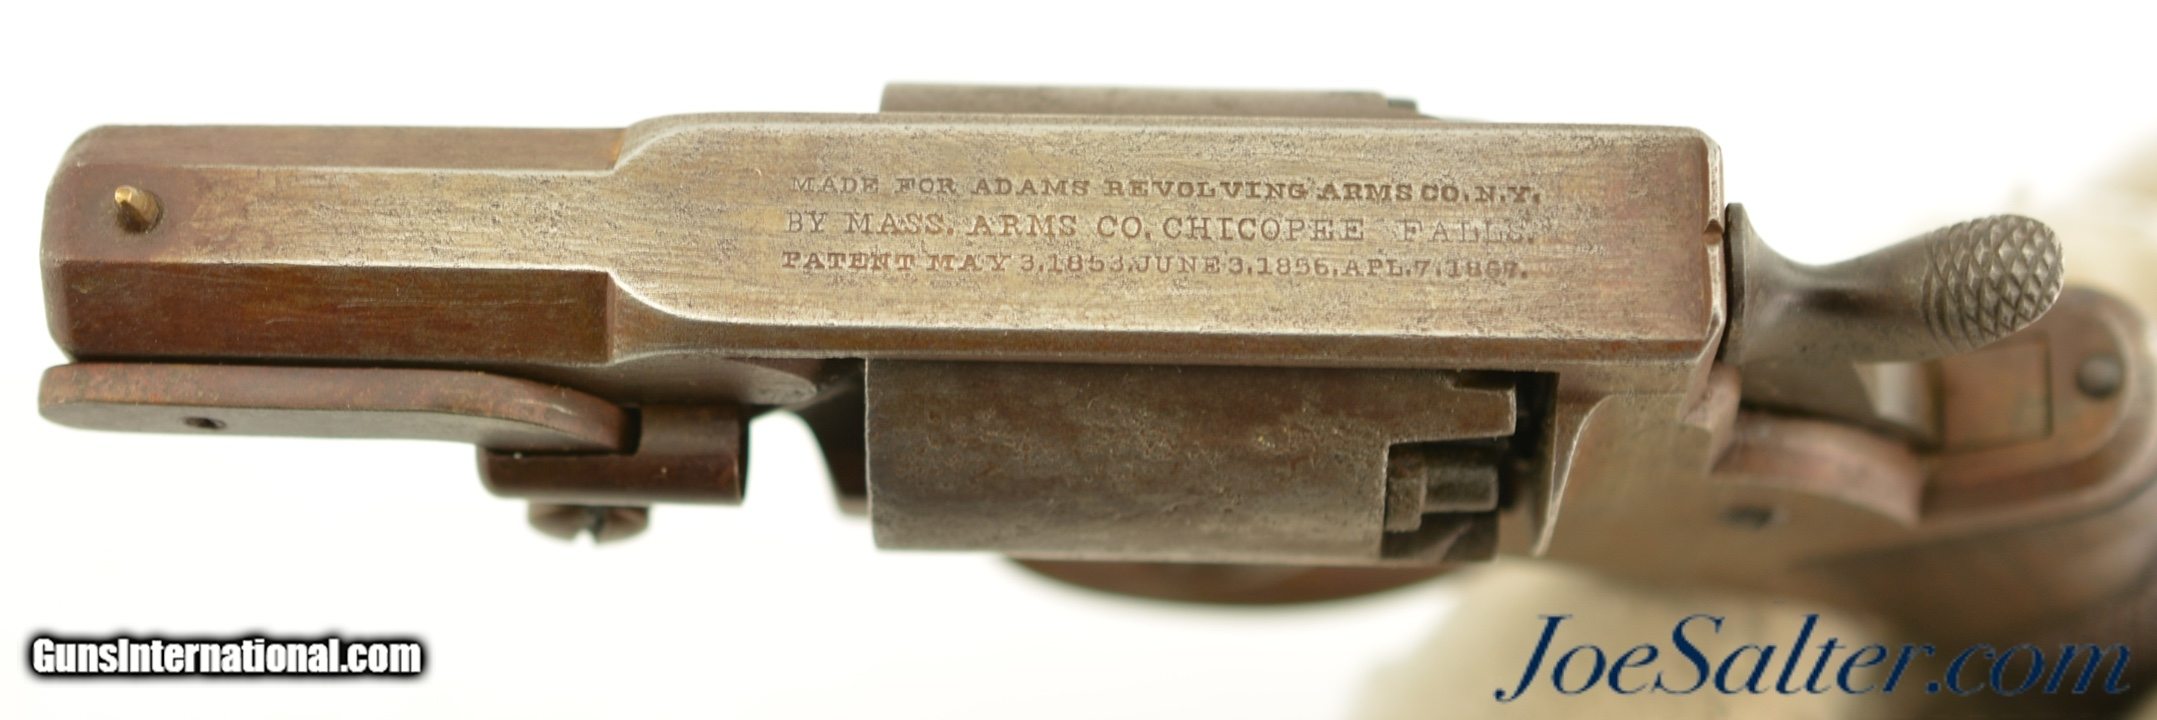 MADE FOR ADAMS REVOLVING ARMS CO. N.Y.
BY MASS. ARMS CO. CHICOPEE FALLS.
PATENT MAY 3, 1853, JUNE 3, 1856, APL. 7, 1857.
GunsInternational.com
JoeSalter.com